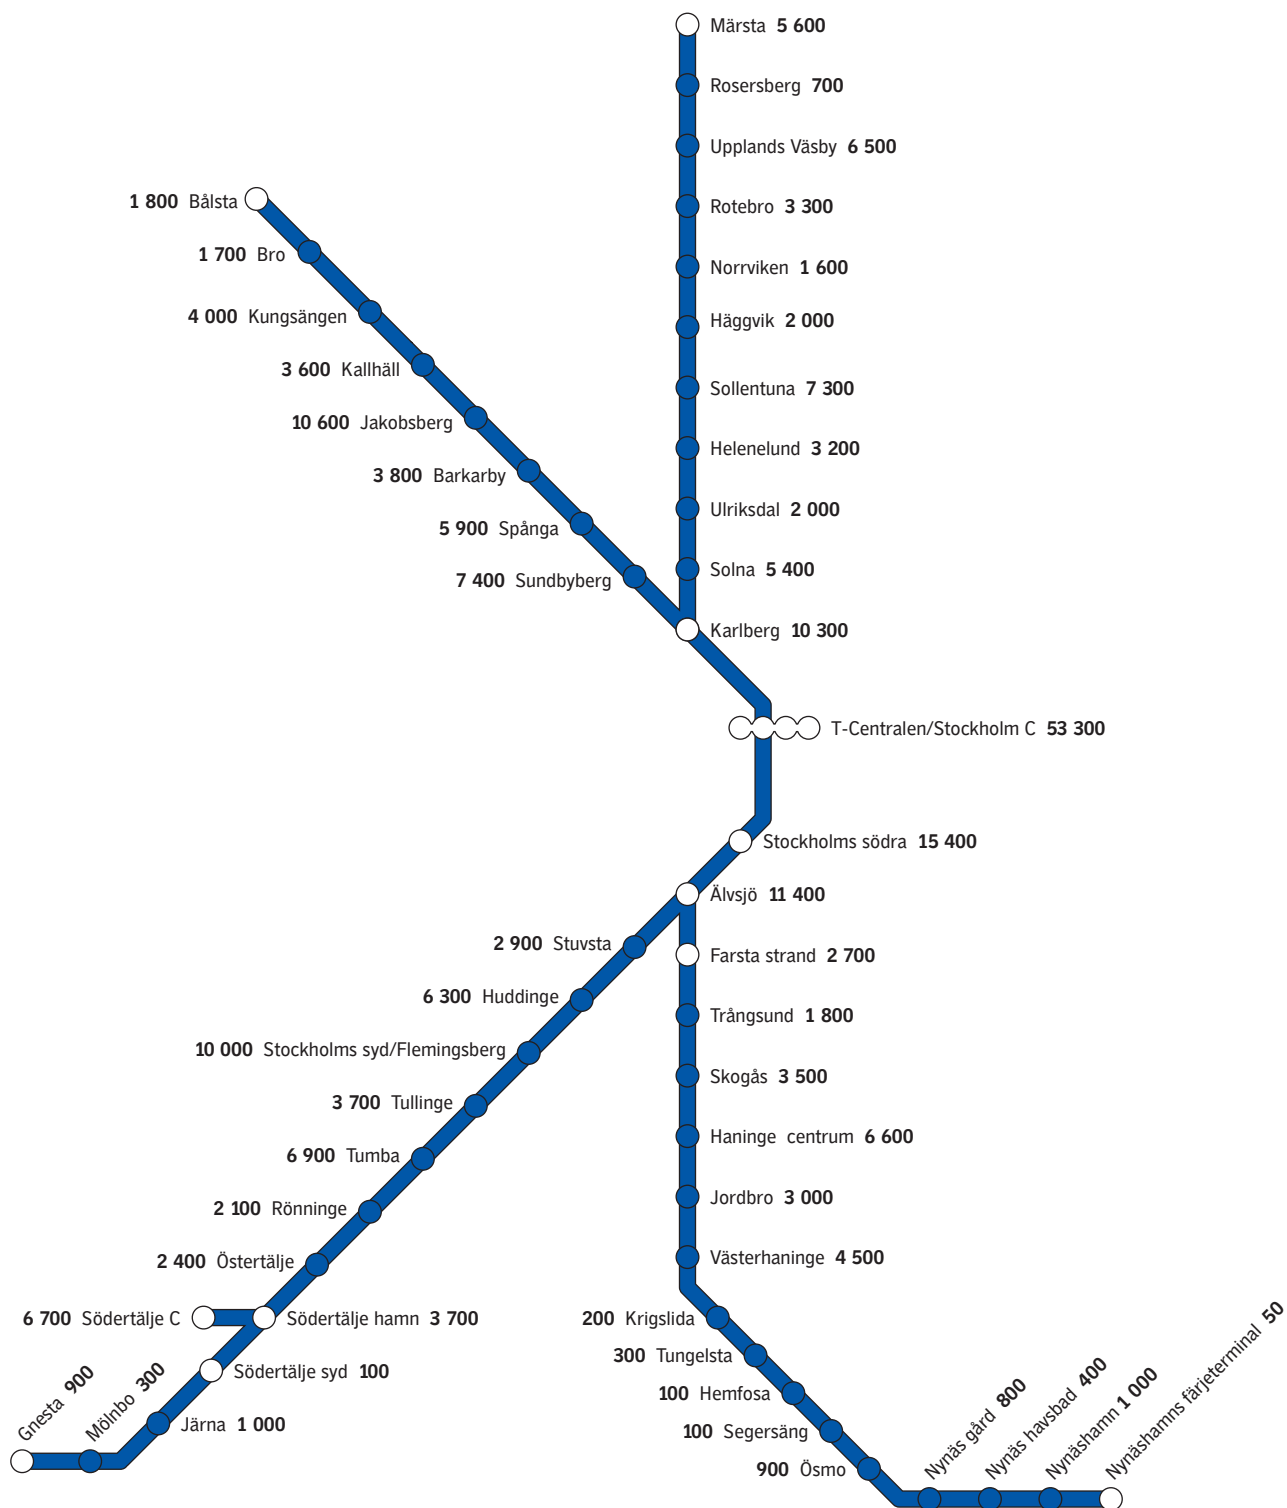 Märsta 5 600
Rosersberg 700
Upplands Väsby 6 500
1 800 Bålsta
Rotebro 3 300
1 700 Bro
Norrviken 1 600
4 000 Kungsängen
Häggvik 2 000
3 600 Kallhäll
Sollentuna 7 300
10 600 Jakobsberg
Helenelund 3 200
3 800 Barkarby
Ulriksdal 2 000
5 900 Spånga
Solna 5 400
7 400 Sundbyberg
Karlberg 10 300
T-Centralen/Stockholm C 53 300
Stockholms södra 15 400
Älvsjö 11 400
2 900 Stuvsta
Farsta strand 2 700
6 300 Huddinge
Trångsund 1 800
10 000 Stockholms syd/Flemingsberg
Skogås 3 500
3 700 Tullinge
Haninge centrum 6 600
6 900 Tumba
Jordbro 3 000
2 100 Rönninge
Västerhaninge 4 500
2 400 Östertälje
6 700 Södertälje C
Södertälje hamn 3 700
200 Krigslida
300 Tungelsta
Södertälje syd 100
100 Hemfosa
Järna 1 000
100 Segersäng
Gnesta 900
Mölnbo 300
900 Ösmo
Nynäs gård 800
Nynäs havsbad 400
Nynäshamn 1 000
Nynäshamns färjeterminal 50